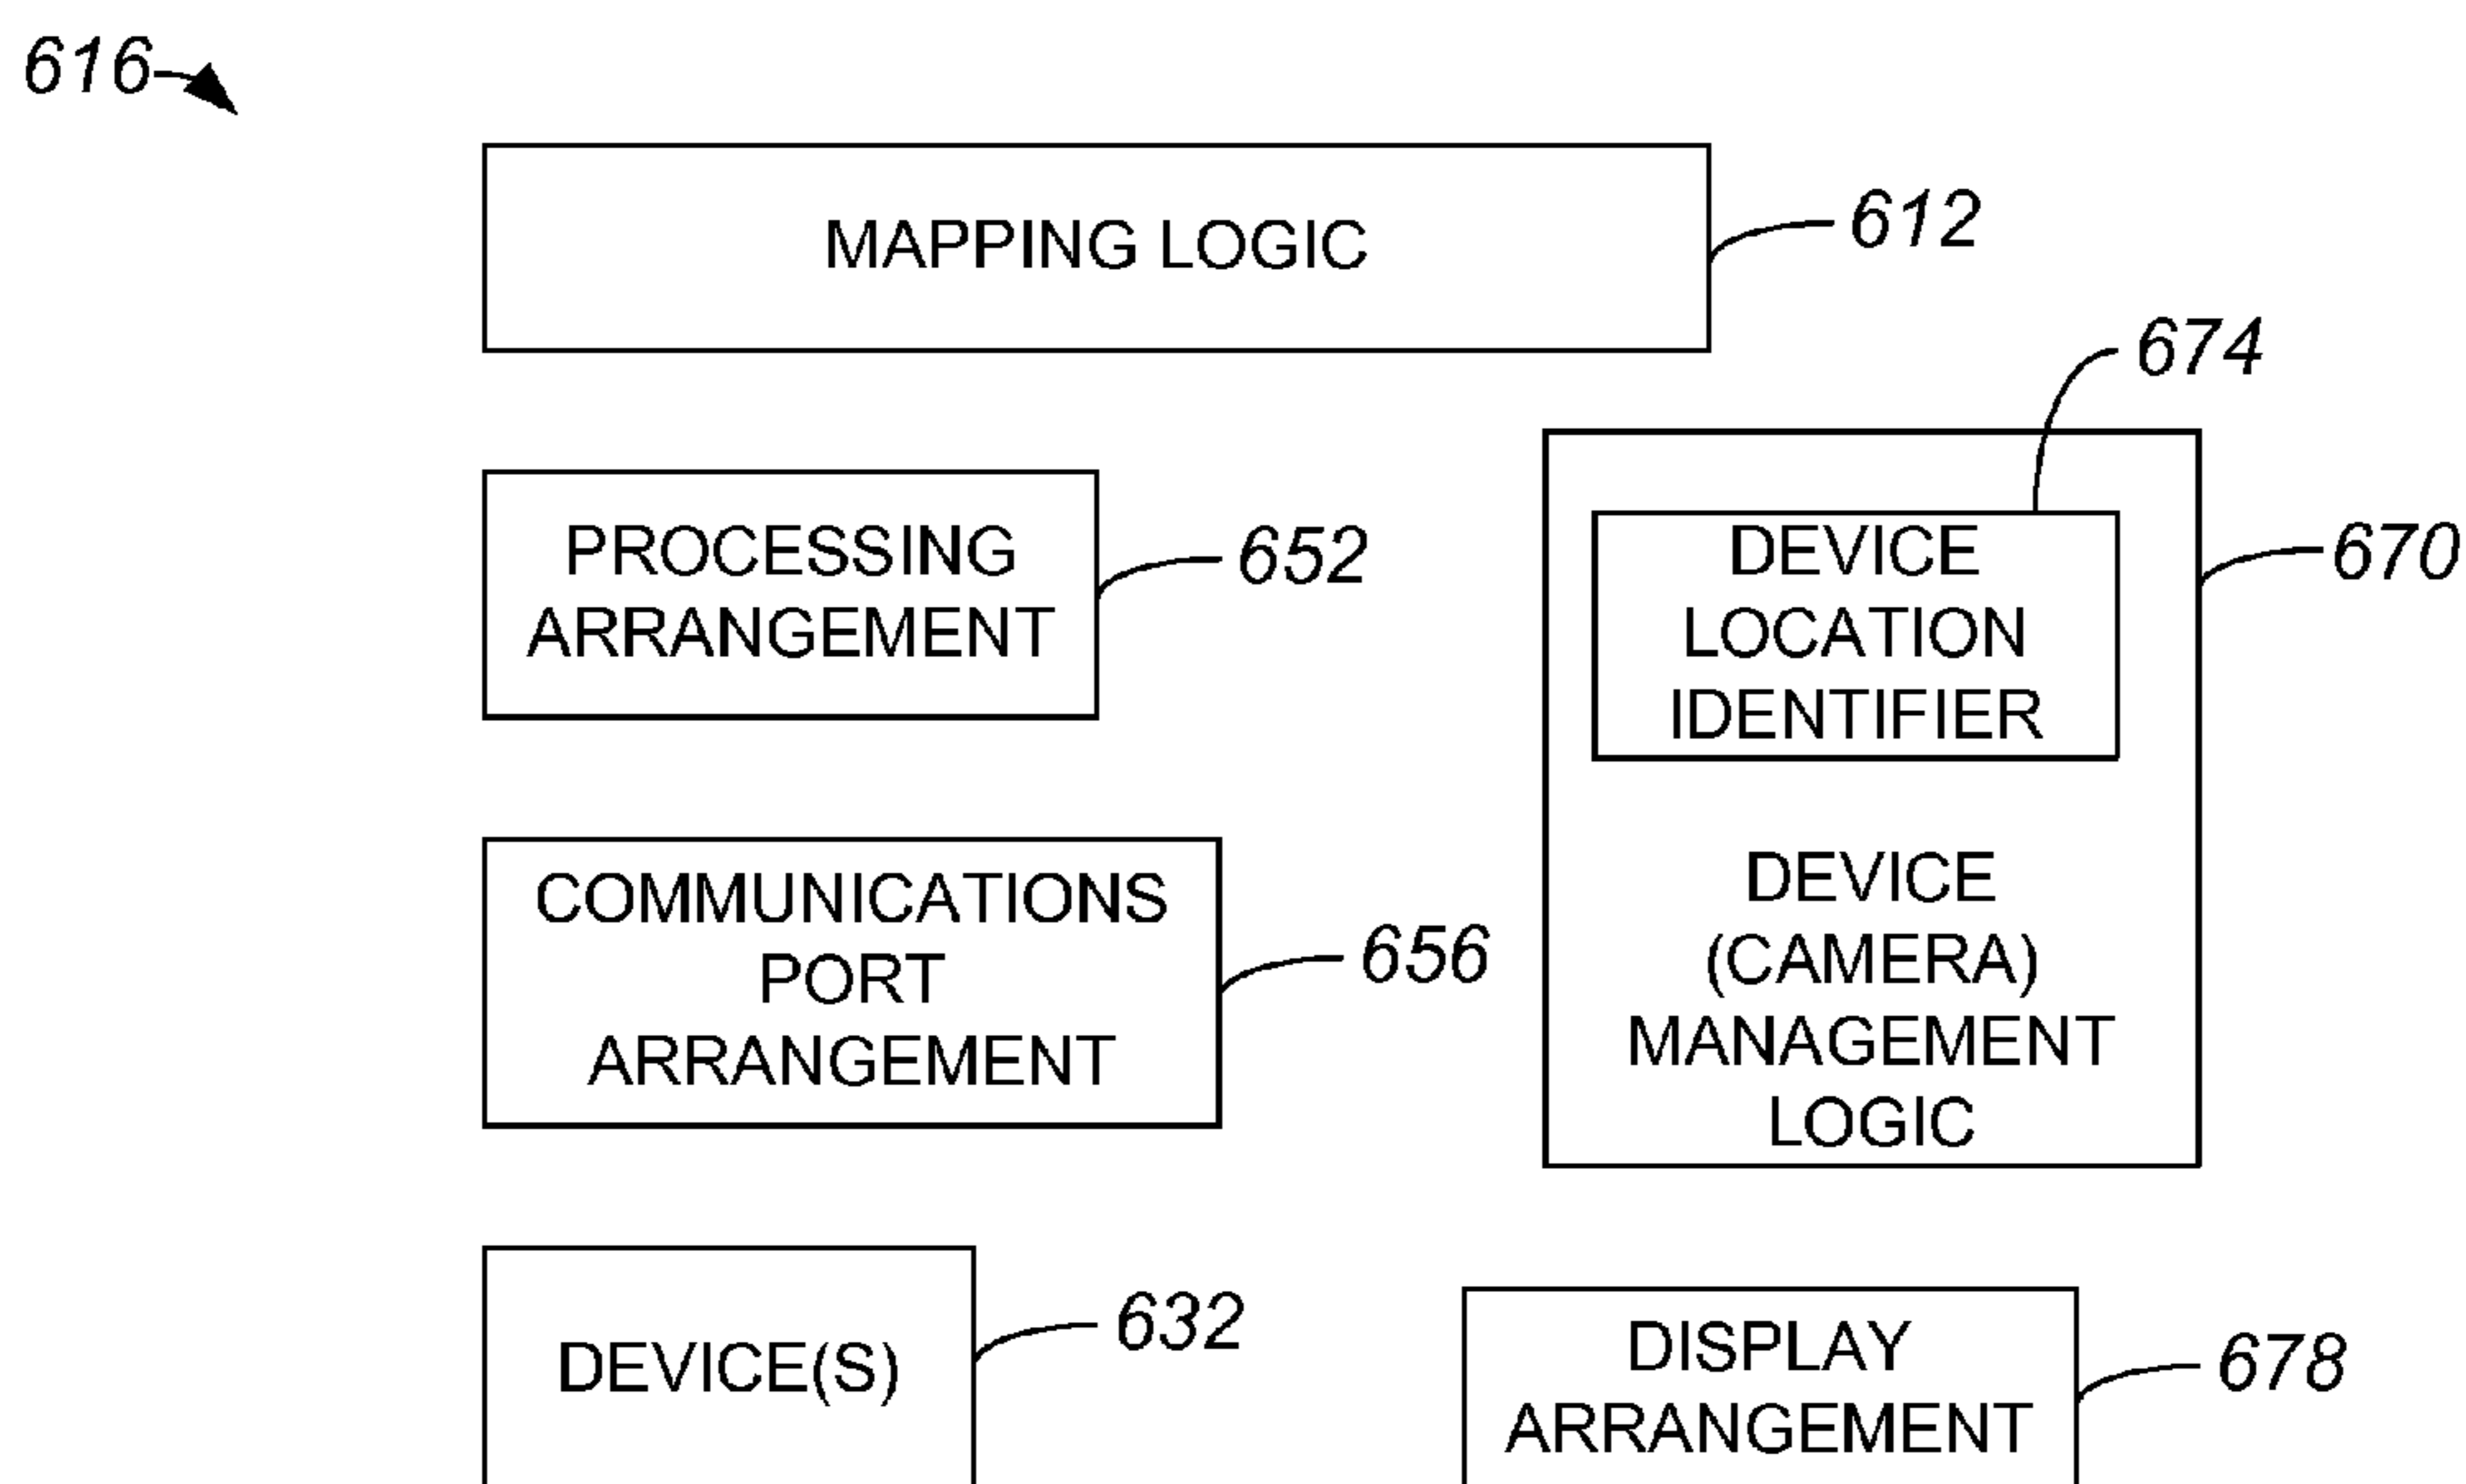 616
MAPPING LOGIC
612
674
PROCESSING
ARRANGEMENT
652
DEVICE
LOCATION
IDENTIFIER
670
COMMUNICATIONS
PORT
ARRANGEMENT
656
DEVICE
(CAMERA)
MANAGEMENT
LOGIC
DEVICE(S)
632
DISPLAY
ARRANGEMENT
678